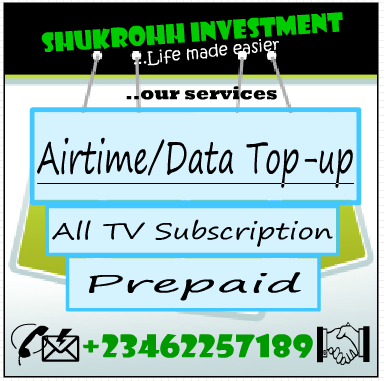 SHUKROHH INVESTMENT
..Life made easier
..our services
Airtime/Data Top-up
All TV Subscription
Prepaid
+23462257189